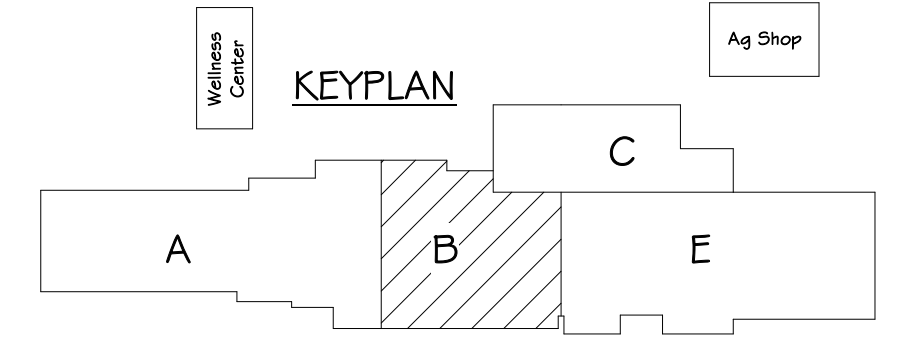 Wellness
Center
Ag Shop
KEYPLAN
C
A
B
E